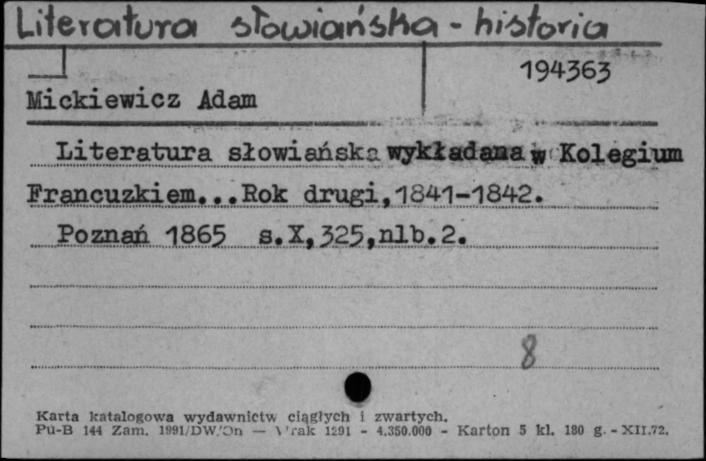 Literatura słowiańska - historia
194363
Mickiewicz Adam
Literatura słowiańska wykładana w Kolegium
Francuzkiem...Rok drugi,1841-1842.
Poznań 1865 s.X,325,nlb.2.
8
Karta katalogowa wydawnictw ciągłych i zwartych.
Pu-B 144 Zam. 1991/DW/On — 1291 - 4.350.000 - Karton 5 kl. 180 g. - XII.72.